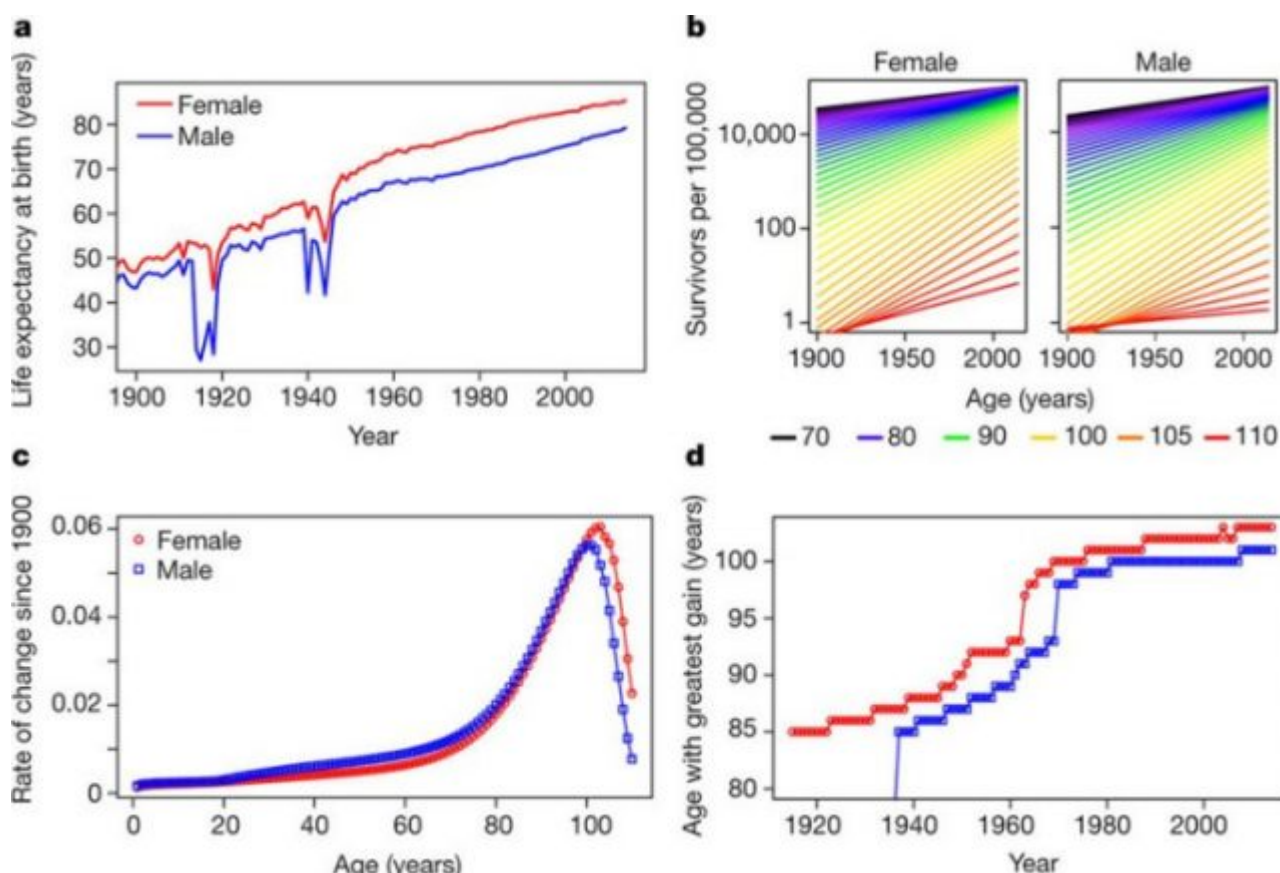 a
Life expectancy at birth (years)
Female
Male
80
70
60
50
40
30
1900 1920 1940 1960 1980 2000
Year
b
Female Male
Survivors per 100,000
10,000
100
1
1900 1950 2000 1900 1950 2000
Age (years)
70 80 90 100 105 110
c
Rate of change since 1900
Female
Male
0.06
0.04
0.02
0
0 20 40 60 80 100
Age (years)
d
Age with greatest gain (years)
100
95
90
85
80
1920 1940 1960 1980 2000
Year